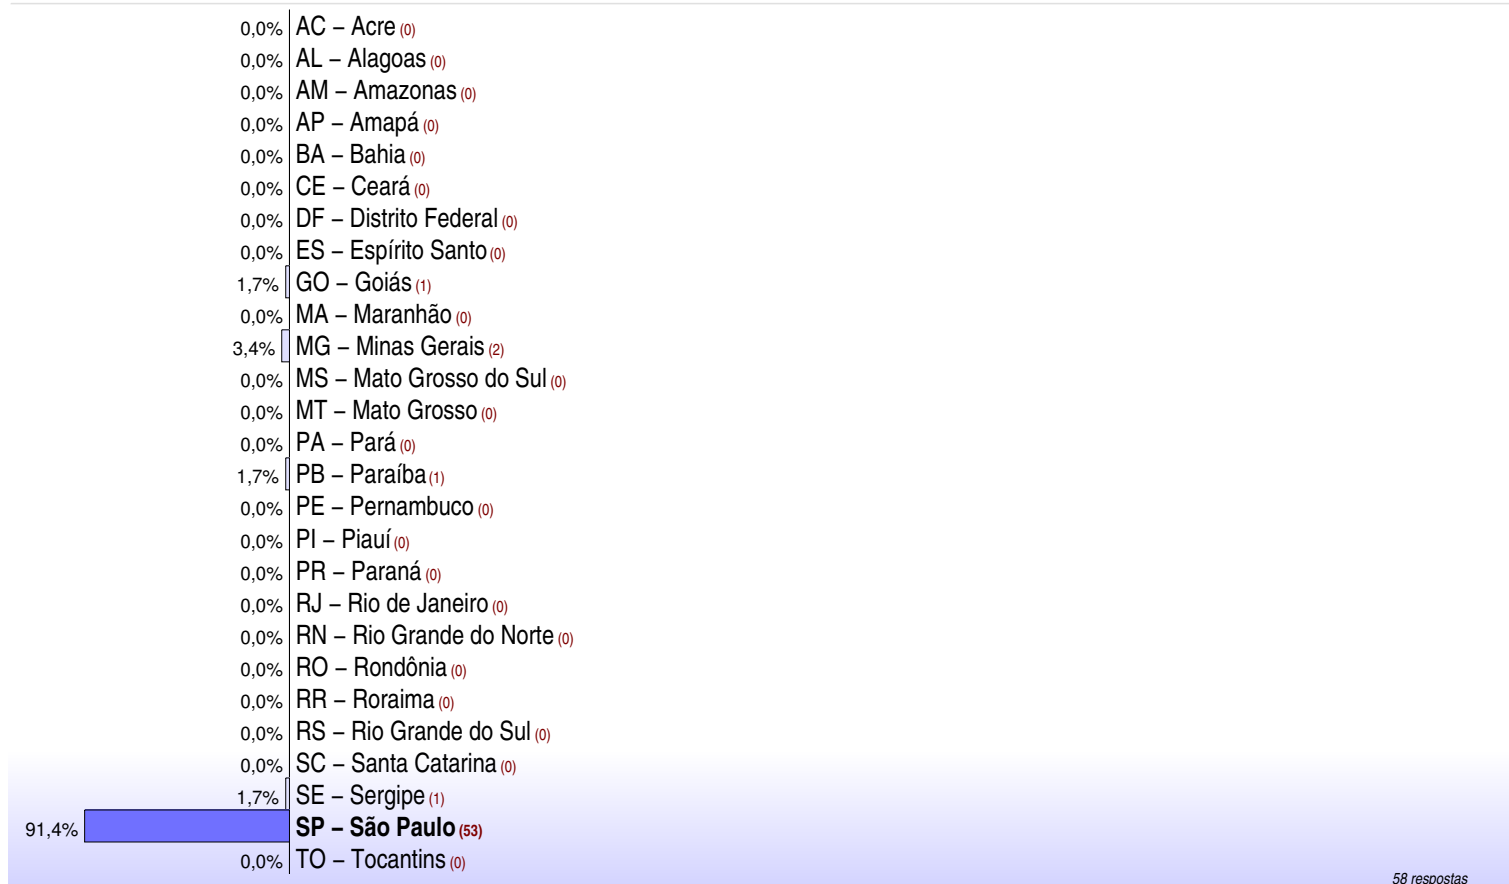 0,0% AC – Acre (0)
0,0% AL – Alagoas (0)
0,0% AM – Amazonas (0)
0,0% AP – Amapá (0)
0,0% BA – Bahia (0)
0,0% CE – Ceará (0)
0,0% DF – Distrito Federal (0)
0,0% ES – Espírito Santo (0)
1,7% GO – Goiás (1)
0,0% MA – Maranhão (0)
3,4% MG – Minas Gerais (2)
0,0% MS – Mato Grosso do Sul (0)
0,0% MT – Mato Grosso (0)
0,0% PA – Pará (0)
1,7% PB – Paraíba (1)
0,0% PE – Pernambuco (0)
0,0% PI – Piauí (0)
0,0% PR – Paraná (0)
0,0% RJ – Rio de Janeiro (0)
0,0% RN – Rio Grande do Norte (0)
0,0% RO – Rondônia (0)
0,0% RR – Roraima (0)
0,0% RS – Rio Grande do Sul (0)
0,0% SC – Santa Catarina (0)
1,7% SE – Sergipe (1)
91,4% SP – São Paulo (53)
0,0% TO – Tocantins (0)
58 respostas